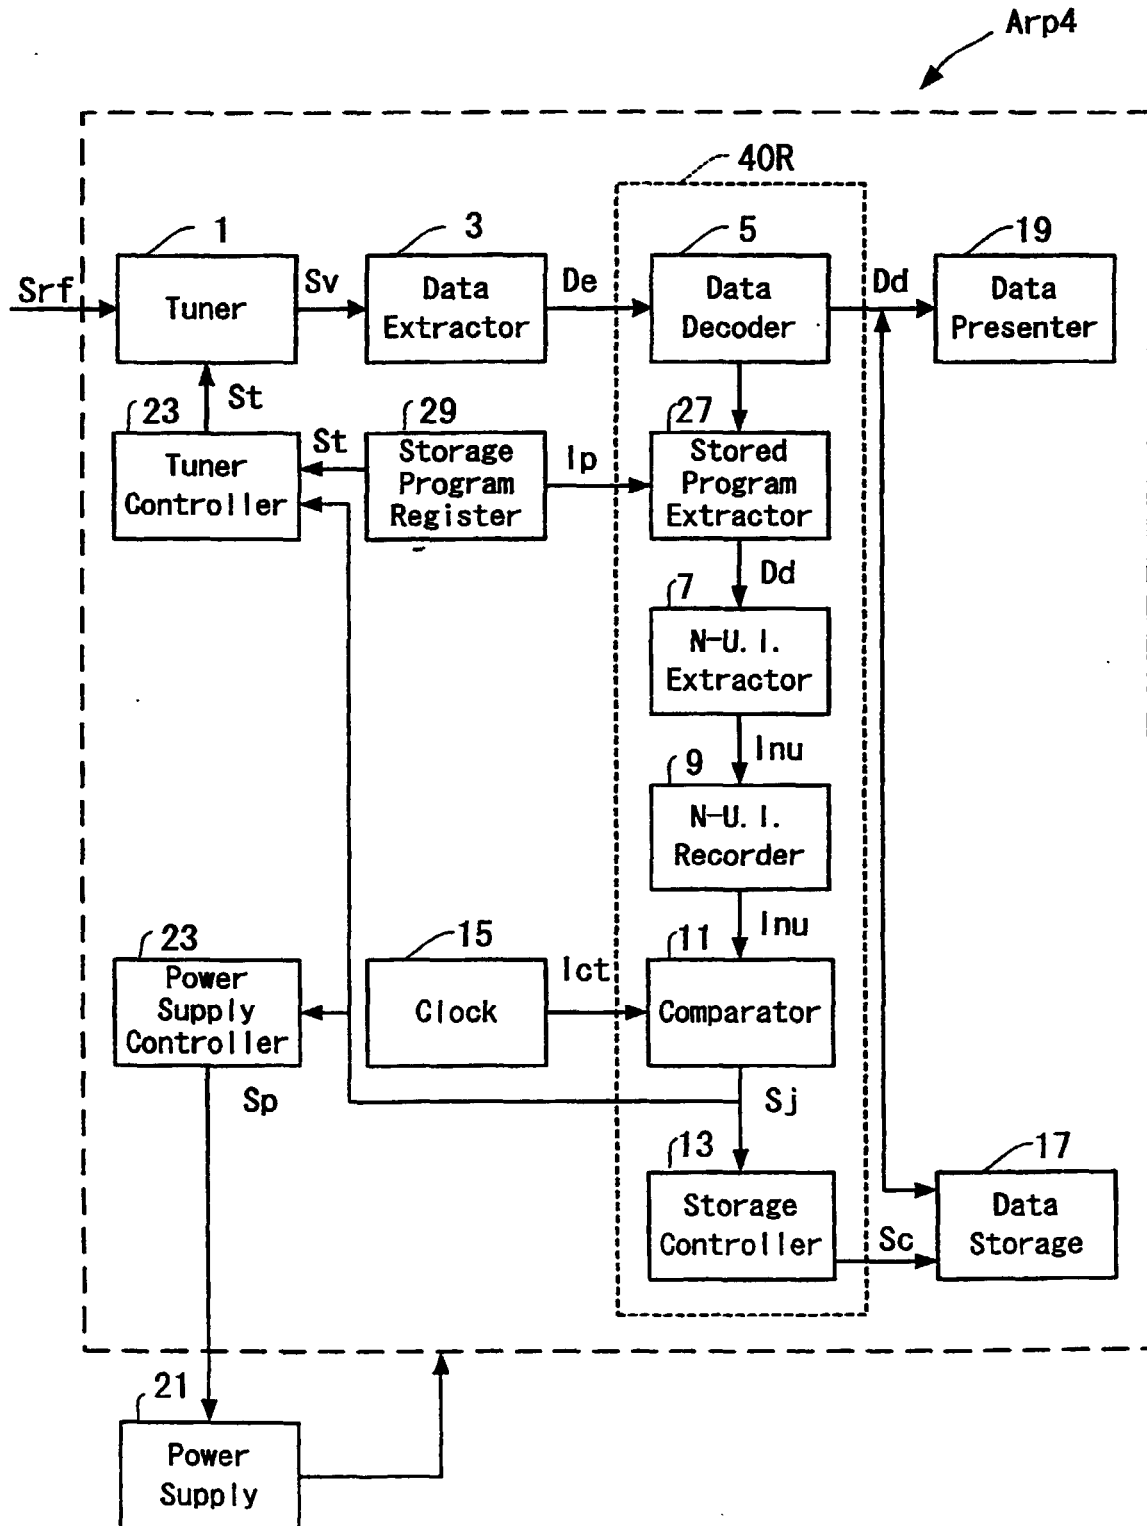 Arp4
40R
1
3
5
19
Srf
Tuner
Sv
Data
Extractor
De
Data
Decoder
Dd
Data
Presenter
St
23
Tuner
Controller
St
29
Storage
Program
Register
Ip
27
Stored
Program
Extractor
Dd
7
N-U.I.
Extractor
Inu
9
N-U.I.
Recorder
Inu
23
Power
Supply
Controller
15
Clock
Ict
11
Comparator
Sp
Sj
13
Storage
Controller
Sc
17
Data
Storage
21
Power
Supply